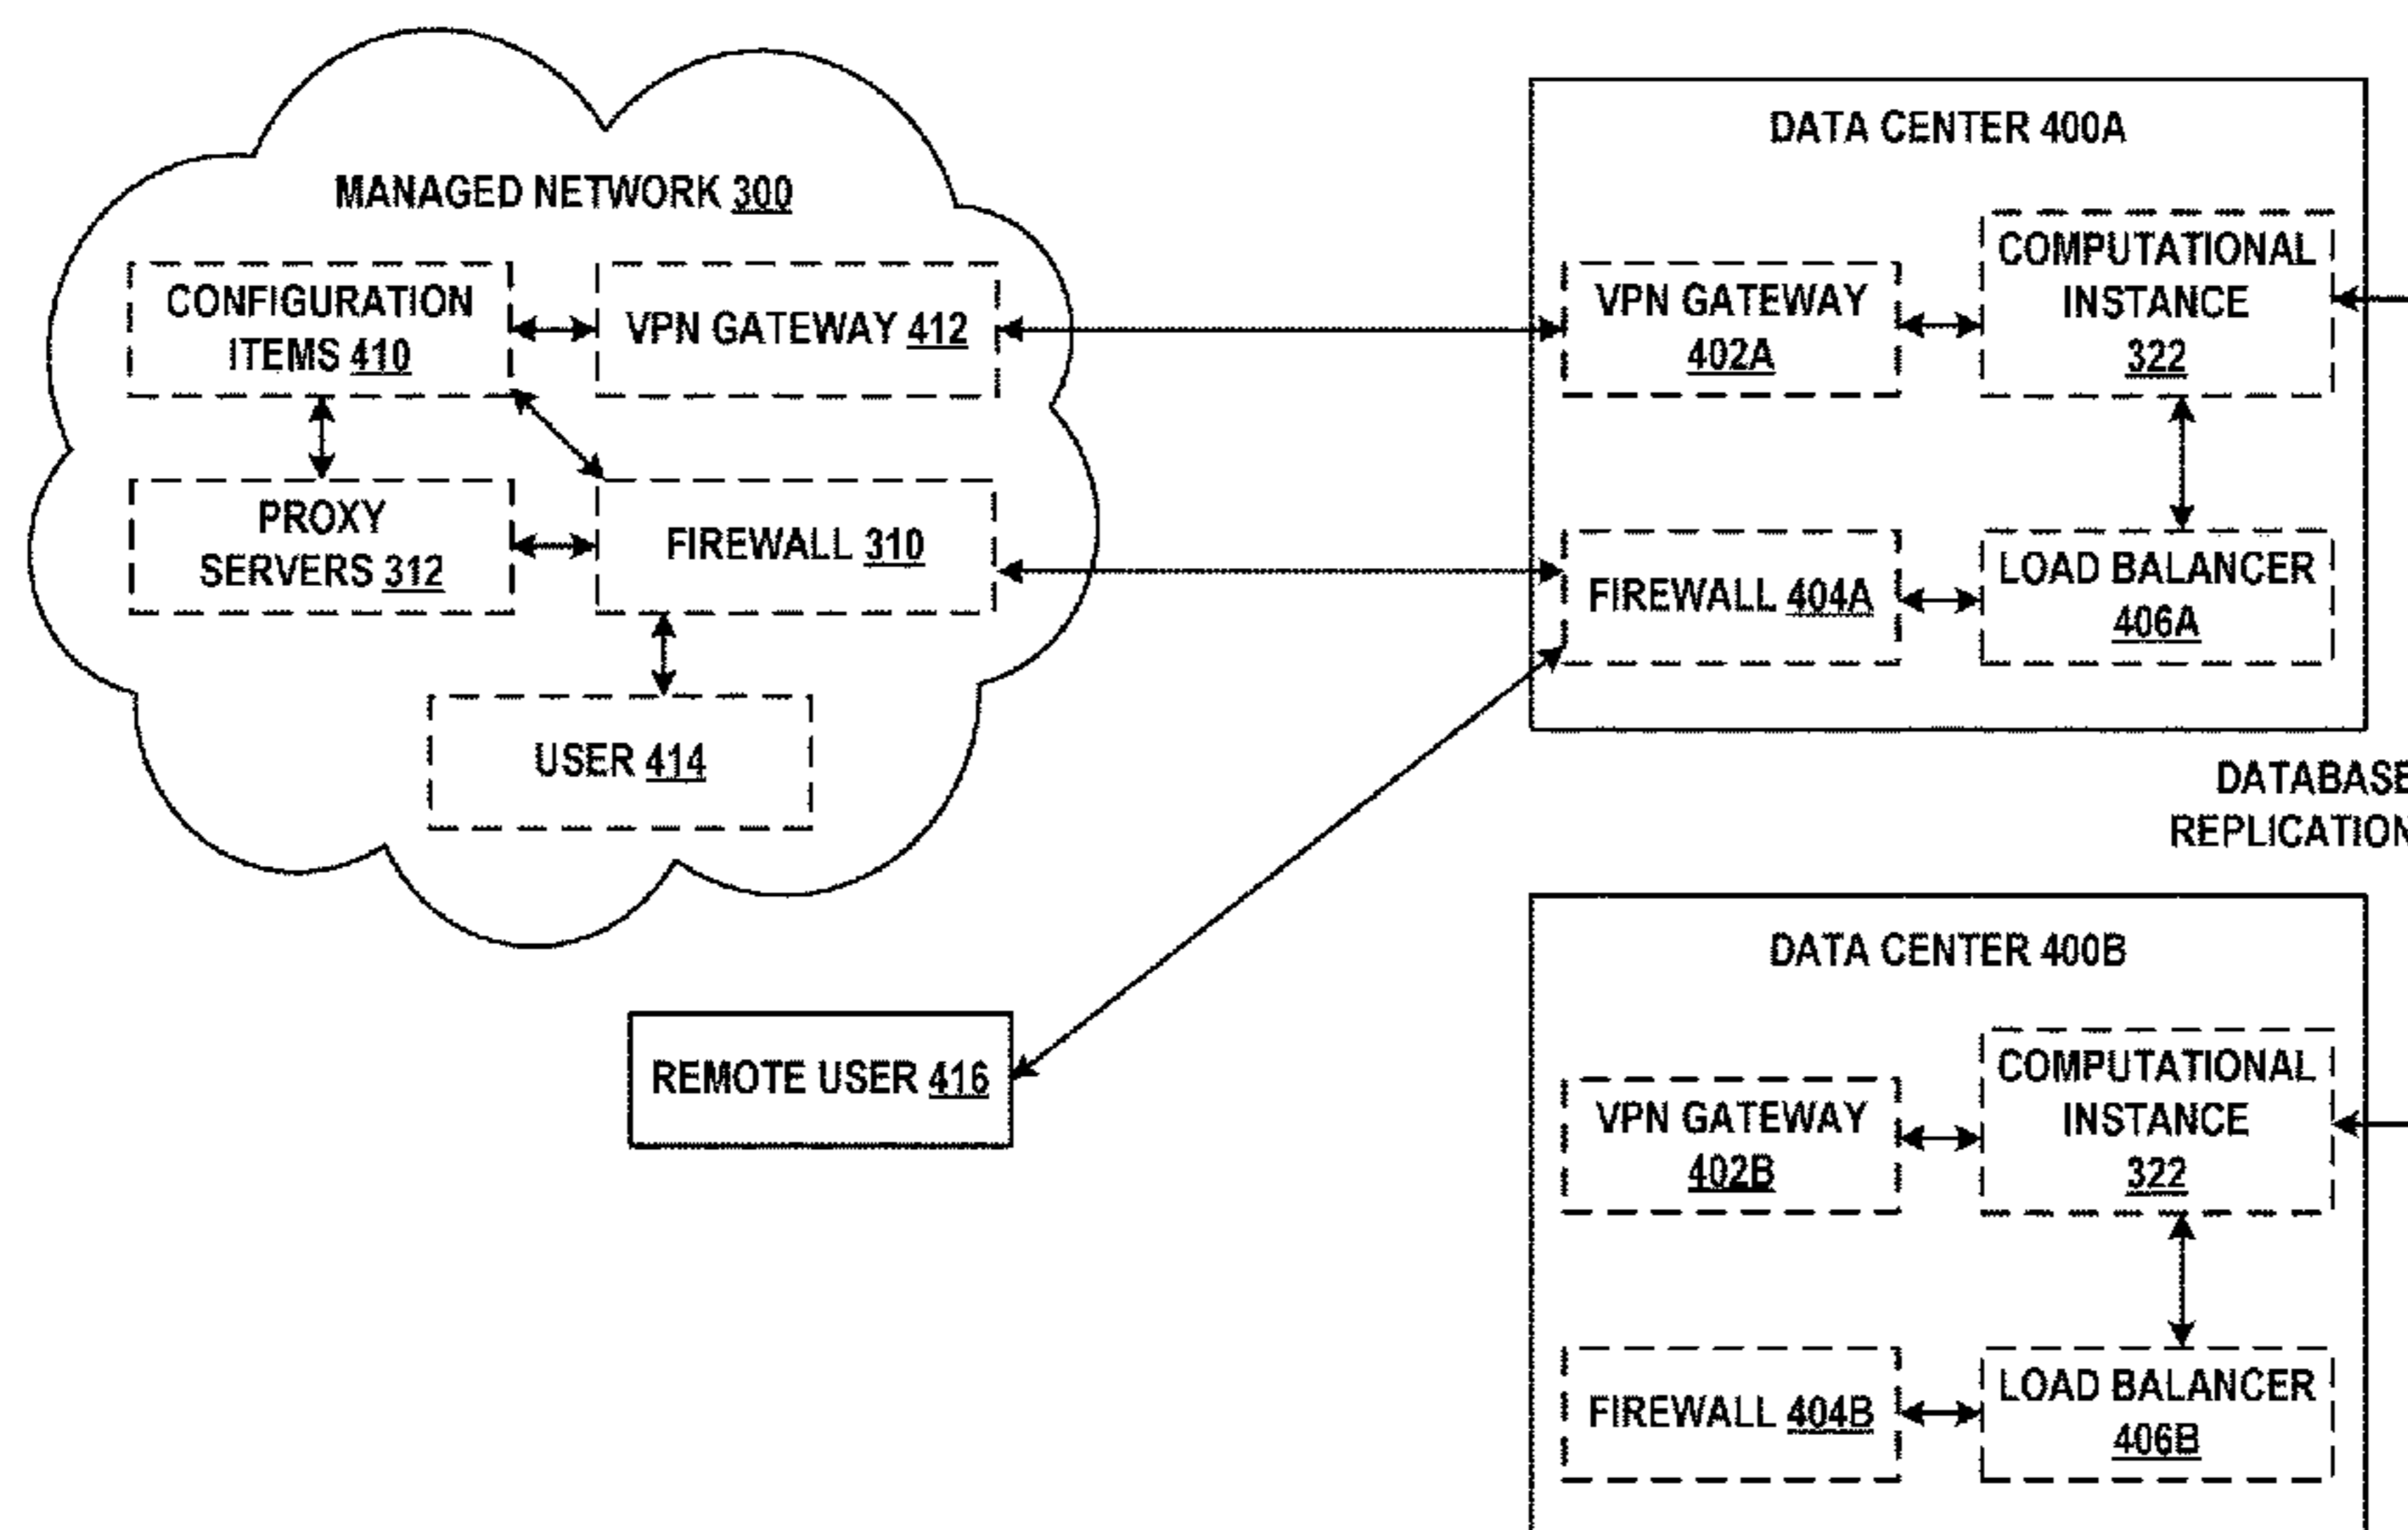 MANAGED NETWORK 300
CONFIGURATION
ITEMS 410
VPN GATEWAY 412
PROXY
SERVERS 312
FIREWALL 310
USER 414
REMOTE USER 416
DATA CENTER 400A
VPN GATEWAY
402A
COMPUTATIONAL
INSTANCE
322
FIREWALL 404A
LOAD BALANCER
406A
DATABASE
REPLICATION
DATA CENTER 400B
VPN GATEWAY
402B
COMPUTATIONAL
INSTANCE
322
FIREWALL 404B
LOAD BALANCER
406B